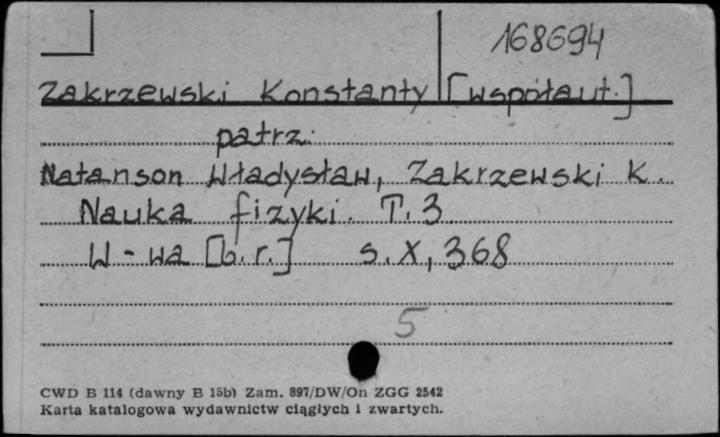 168694
Zakrzewski Konstanty [współaut.]
patrz:
Natanson Władysław, Zakrzewski K.
Nauka fizyki. T. 3
W-wa [b.r.] s. X, 368
5
CWD B 114 (dawny B 15b) Zam. 897/DW/On ZGG 2542
Karta katalogowa wydawnictw ciągłych i zwartych.